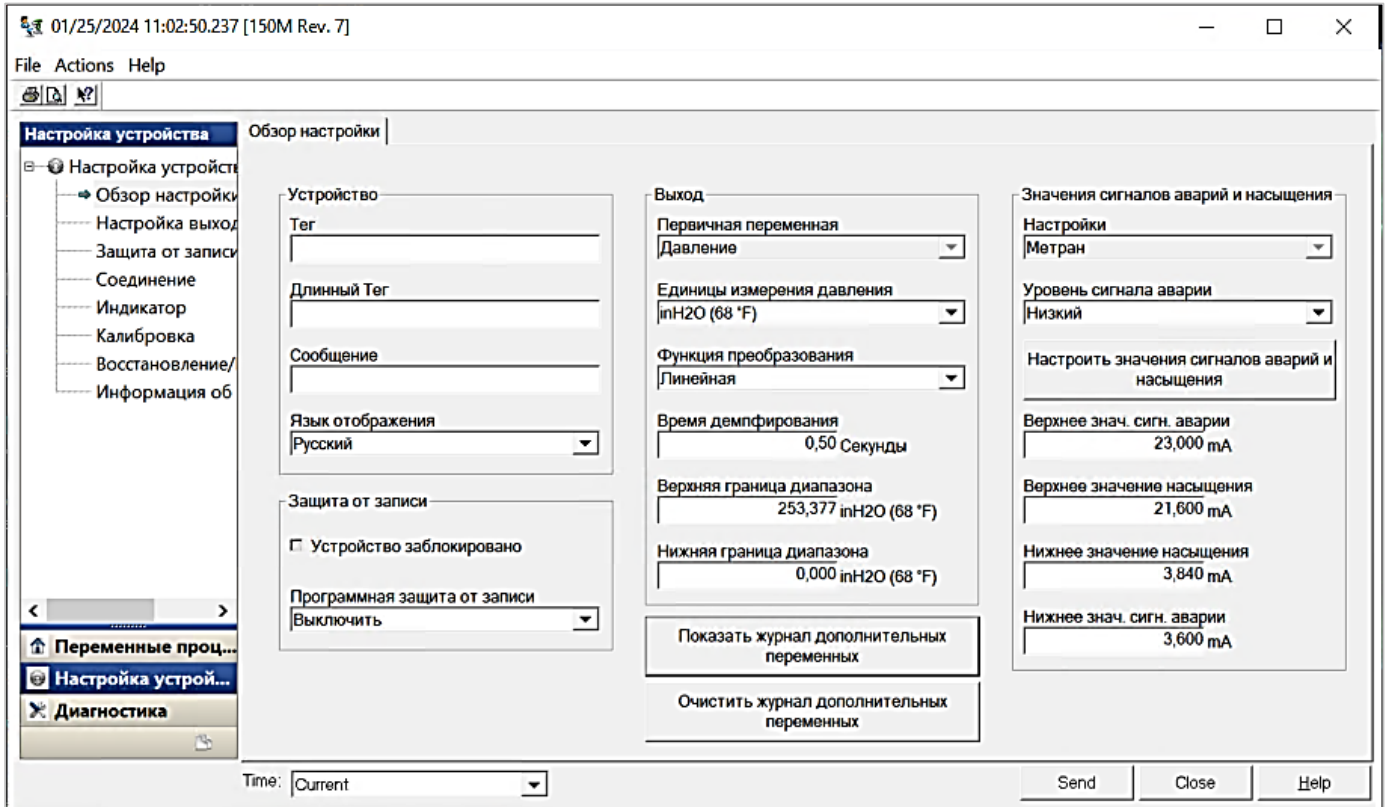 01/25/2024 11:02:50.237 [150M Rev. 7]
File Actions Help
Настройка устройства
Настройка устройсті
Обзор настройки
Настройка выход
Защита от записи
Соединение
Индикатор
Калибровка
Восстановление/
Информация об
Переменные проц...
Настройка устрой...
Диагностика
Обзор настройки
Устройство
Тег
Длинный Тег
Сообщение
Язык отображения
Русский
Защита от записи
Устройство заблокировано
Программная защита от записи
Выключить
Выход
Первичная переменная
Давление
Единицы измерения давления
inH2O (68 °F)
Функция преобразования
Линейная
Время демпфирования
0,50 Секунды
Верхняя граница диапазона
253,377 inH2O (68 °F)
Нижняя граница диапазона
0,000 inH2O (68 °F)
Показать журнал дополнительных
переменных
Очистить журнал дополнительных
переменных
Значения сигналов аварий и насыщения
Настройки
Метран
Уровень сигнала аварии
Низкий
Настроить значения сигналов аварий и
насыщения
Верхнее знач. сигн. аварии
23,000 mA
Верхнее значение насыщения
21,600 mA
Нижнее значение насыщения
3,840 mA
Нижнее знач. сигн. аварии
3,600 mA
Time: Current
Send Close Help